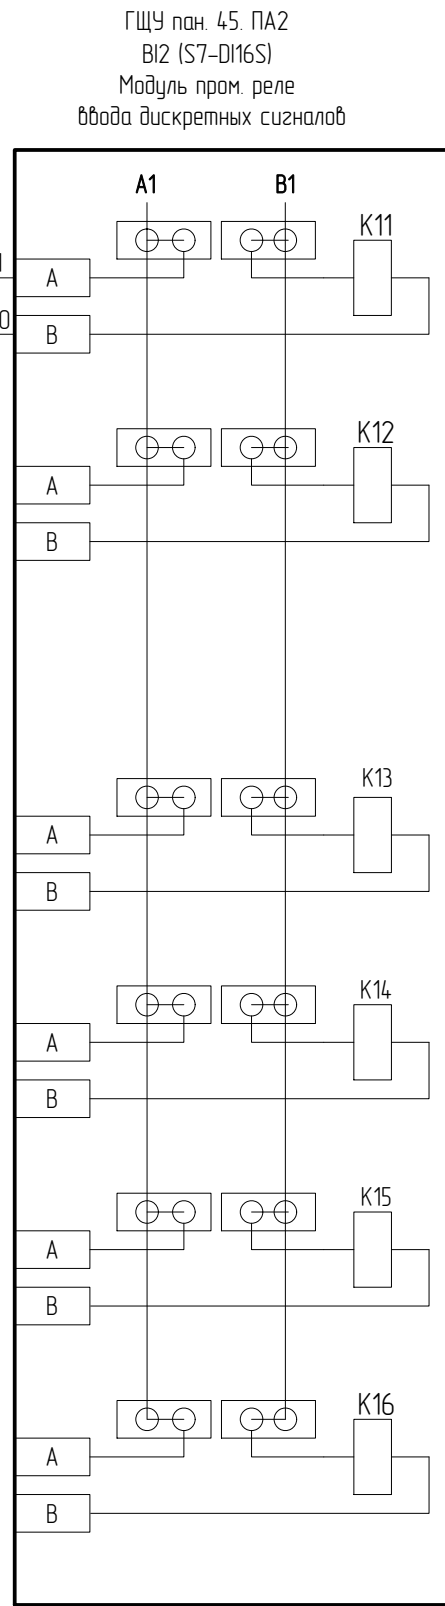 ГЩУ пан. 45. ПА2
BI2 (S7-DI16S)
Модуль пром. реле
ввода дискретных сигналов
A1 B1
K11
A
0
B
K12
A
B
K13
A
B
K14
A
B
K15
A
B
K16
A
B